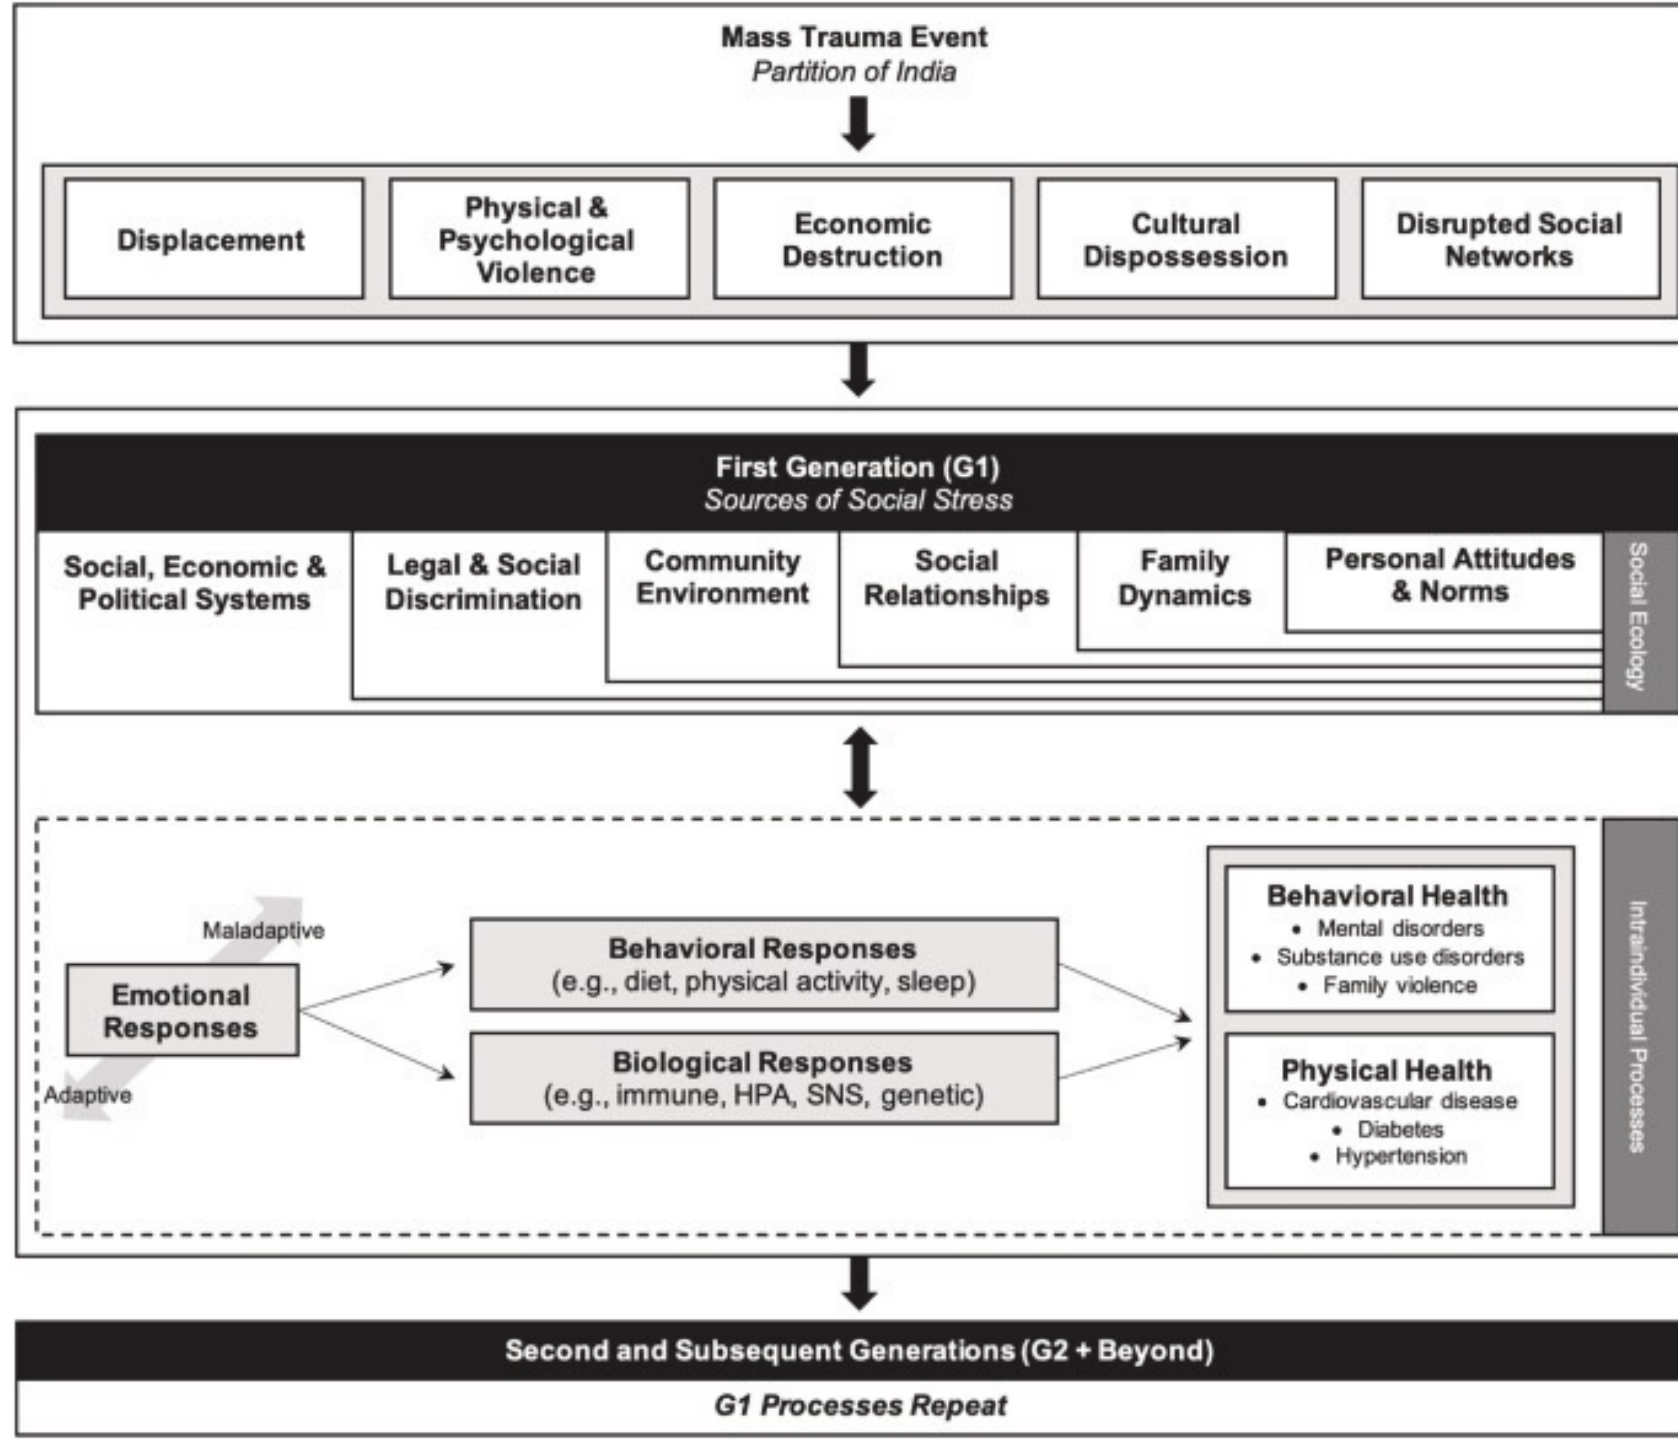 Mass Trauma Event
Partition of India
Displacement
Physical &
Psychological
Violence
Economic
Destruction
Cultural
Dispossession
Disrupted Social
Networks
First Generation (G1)
Sources of Social Stress
Social, Economic &
Political Systems
Legal & Social
Discrimination
Community
Environment
Social
Relationships
Family
Dynamics
Personal Attitudes
& Norms
Social Ecology
Maladaptive
Emotional
Responses
Adaptive
Behavioral Responses
(e.g., diet, physical activity, sleep)
Biological Responses
(e.g., immune, HPA, SNS, genetic)
Behavioral Health
• Mental disorders
• Substance use disorders
• Family violence
Physical Health
• Cardiovascular disease
• Diabetes
• Hypertension
Intraindividual Processes
Second and Subsequent Generations (G2 + Beyond)
G1 Processes Repeat